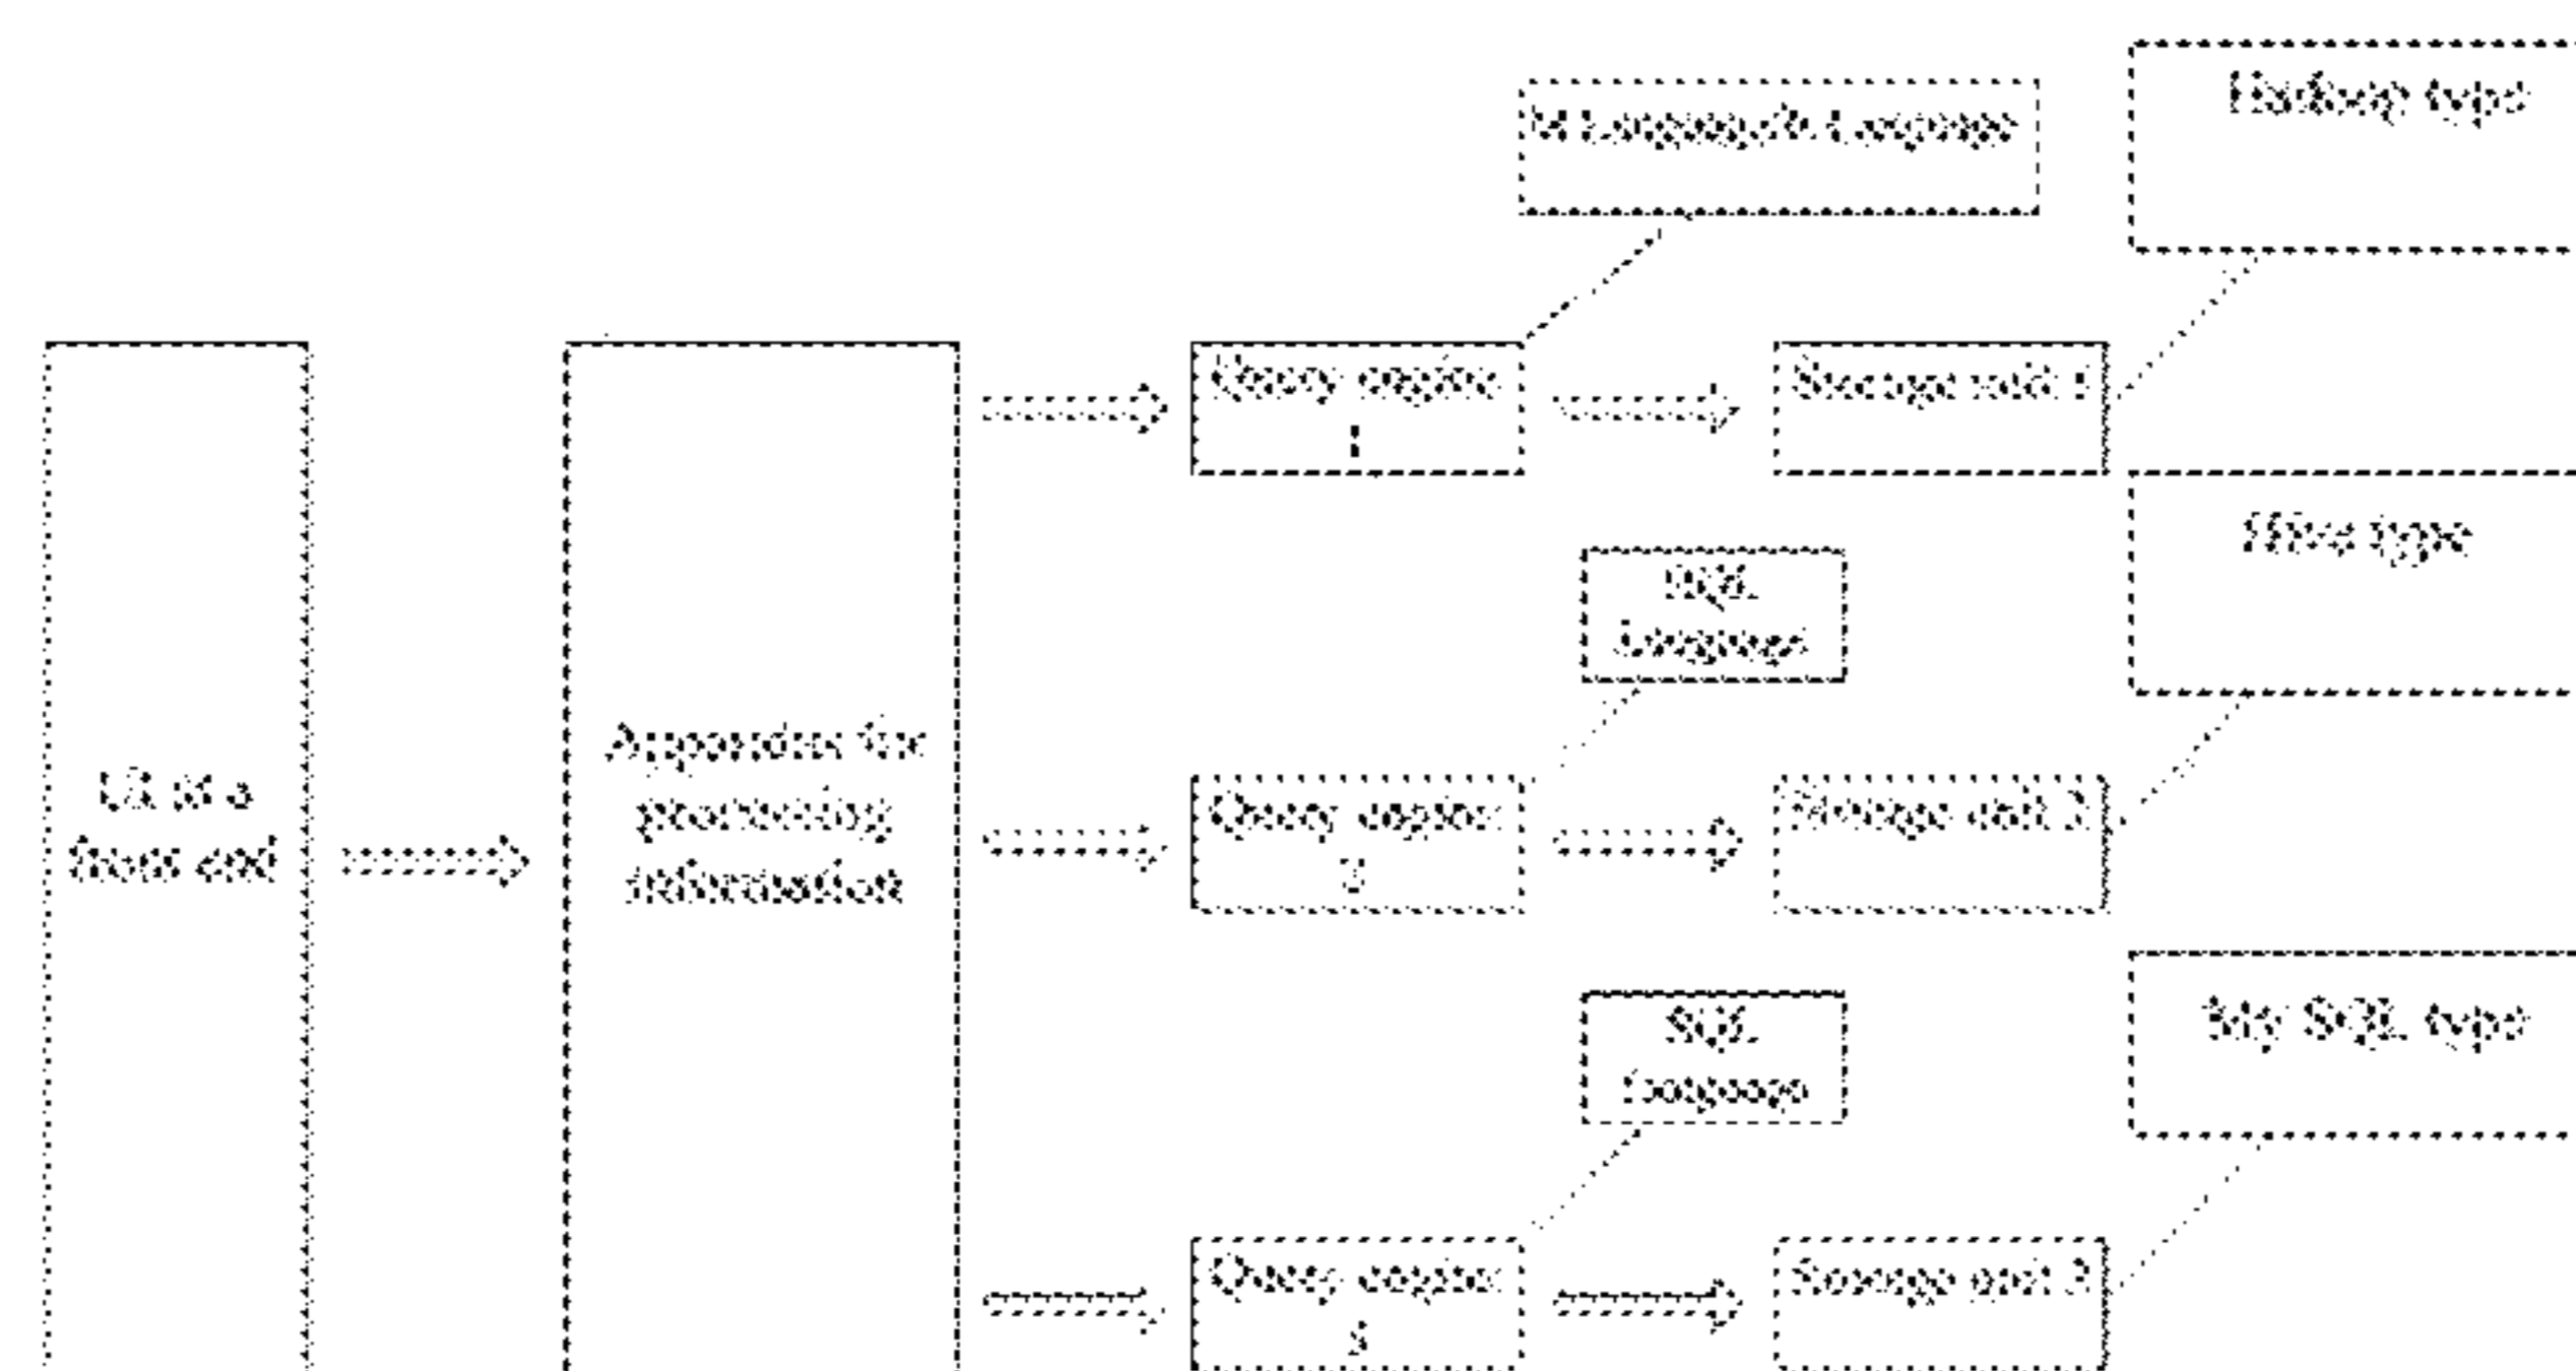 Hadoop type
Language
Query engine
1
Storage unit 1
Hive type
SQL
Language
UI of a
front end
Apparatus for
processing
information
Query engine
2
Storage unit 2
My SQL type
SQL
Language
Query engine
3
Storage unit 3